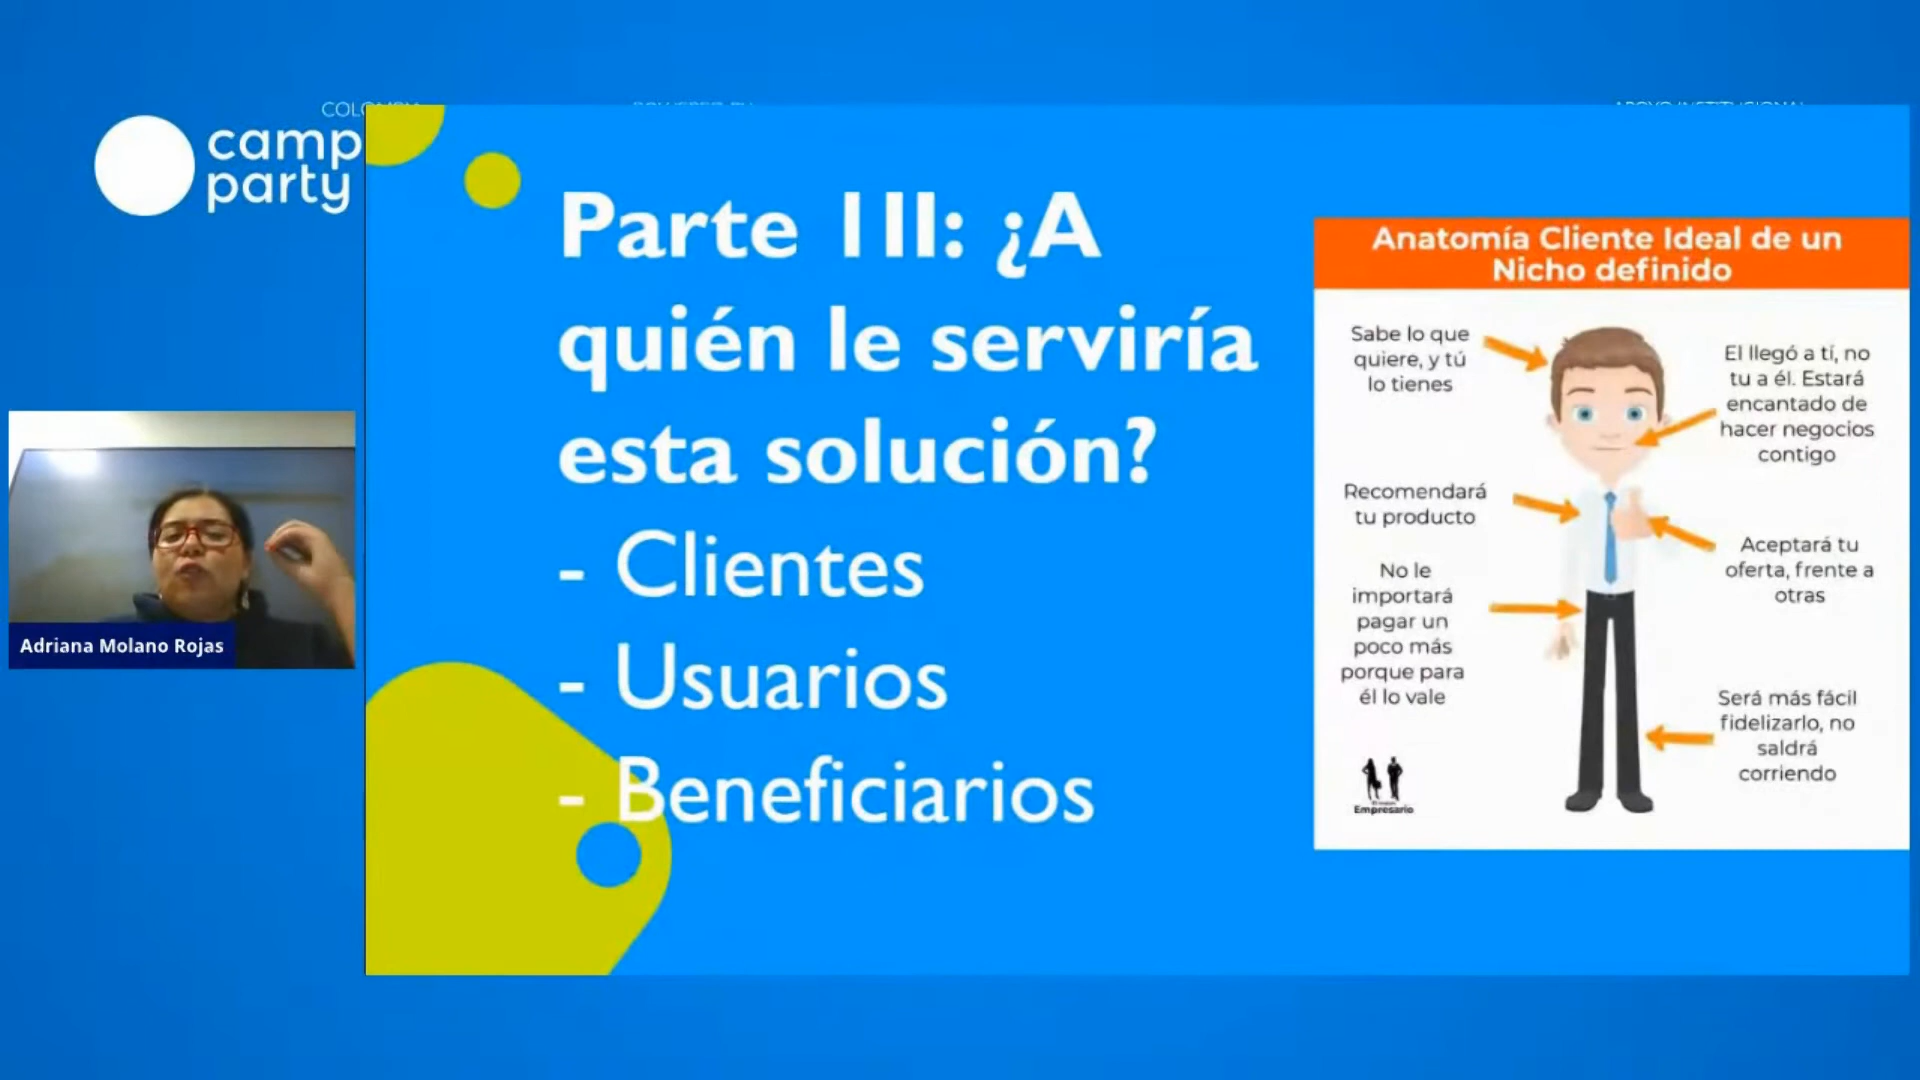 camp
party
Parte III: ¿A
quién le serviría
esta solución?
- Clientes
- Usuarios
- Beneficiarios
Anatomía Cliente Ideal de un
Nicho definido
Sabe lo que
quiere, y tú
lo tienes
El llegó a tí, no
tu a él. Estará
encantado de
hacer negocios
contigo
Recomendará
tu producto
Aceptará tu
oferta, frente a
otras
No le
importará
pagar un
poco más
porque para
él lo vale
Será más fácil
fidelizarlo, no
saldrá
corriendo
Empresario
Adriana Molano Rojas